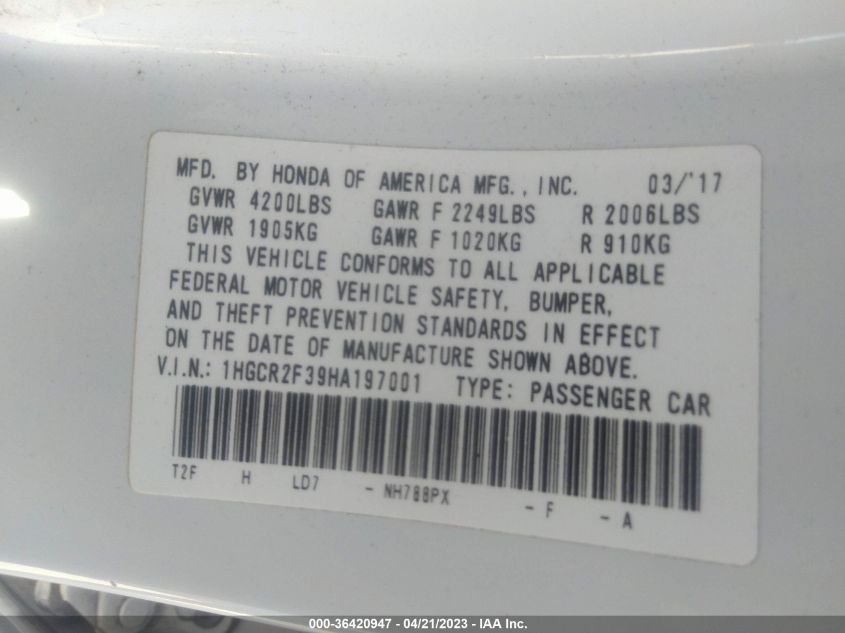 MFD. BY HONDA OF AMERICA MFG., INC. 03/'17
GVWR 4200LBS GAWR F 2249LBS R 2006LBS
GVWR 1905KG GAWR F 1020KG R 910KG
THIS VEHICLE CONFORMS TO ALL APPLICABLE
FEDERAL MOTOR VEHICLE SAFETY, BUMPER,
AND THEFT PREVENTION STANDARDS IN EFFECT
ON THE DATE OF MANUFACTURE SHOWN ABOVE.
V.I.N.: 1HGCR2F39HA197001 TYPE: PASSENGER CAR
T2F H LD7 - NH788PX - F - A
000-36420947 - 04/21/2023 - IAA Inc.